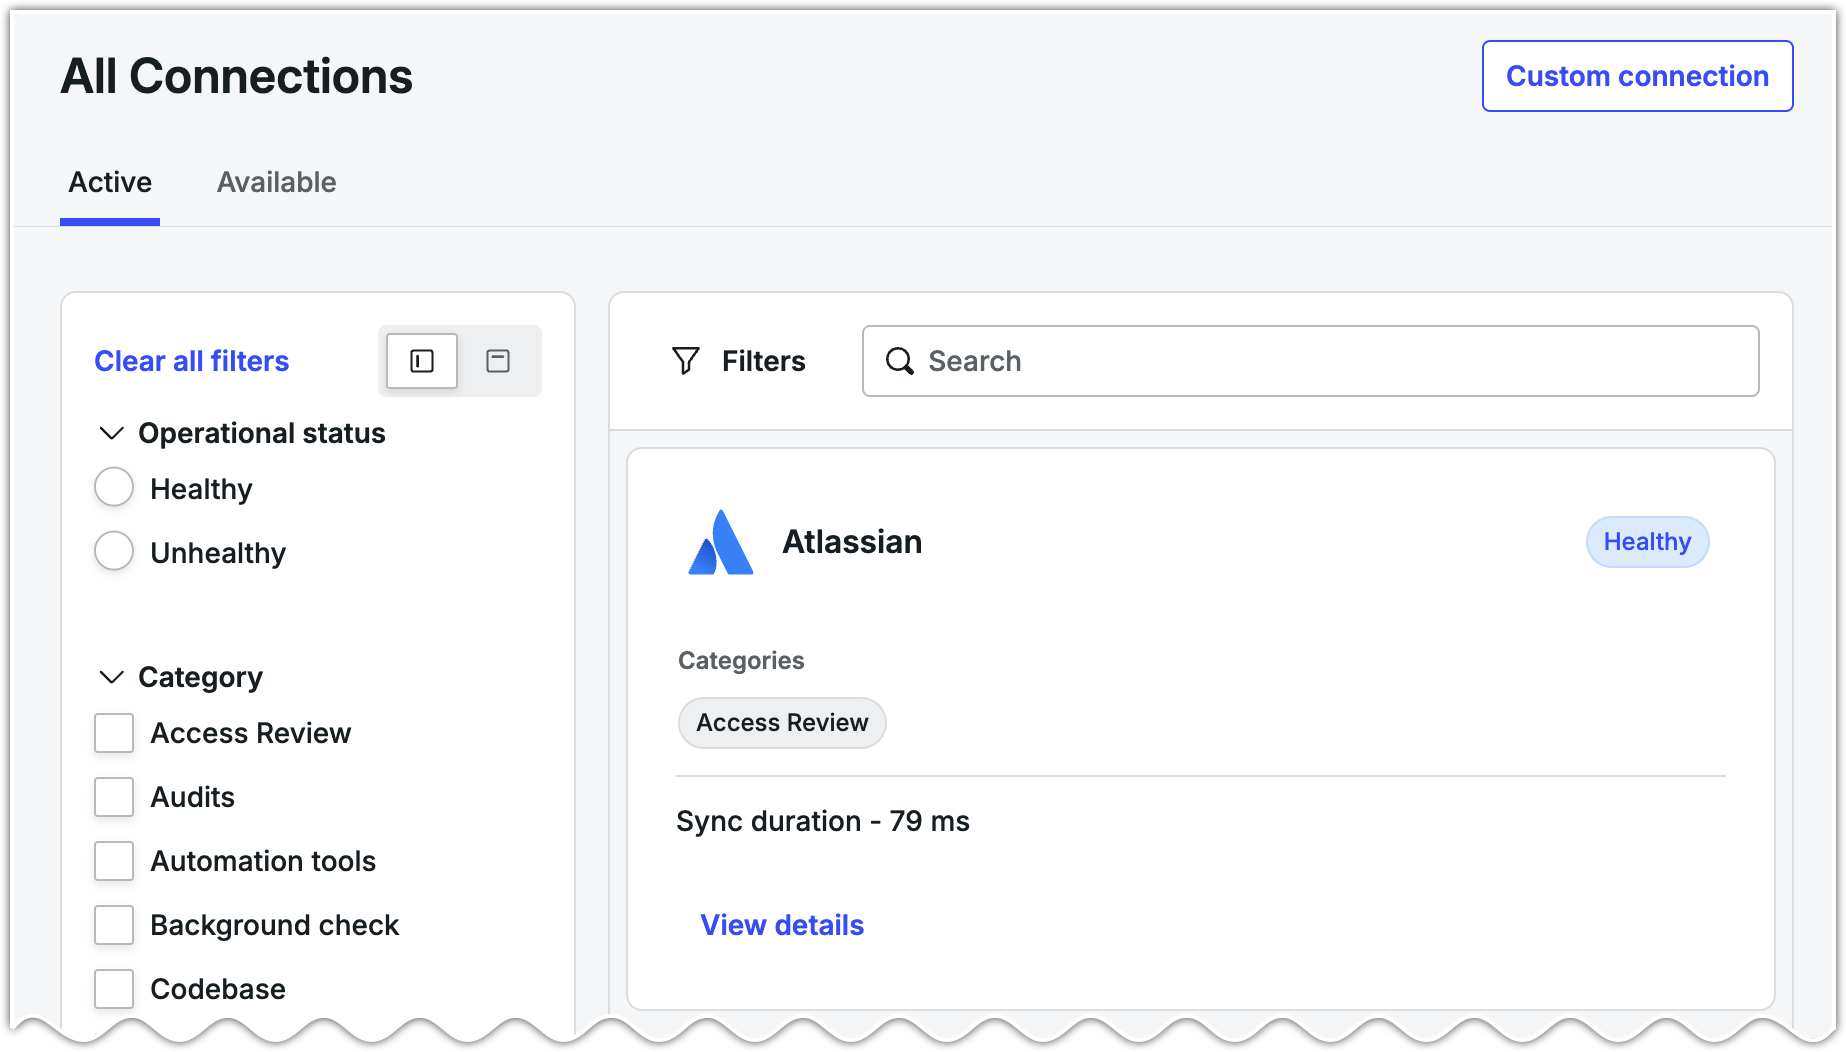 All Connections
Custom connection
Active
Available
Clear all filters
Operational status
Healthy
Unhealthy
Category
Access Review
Audits
Automation tools
Background check
Codebase
Filters
Search
Atlassian
Healthy
Categories
Access Review
Sync duration - 79 ms
View details